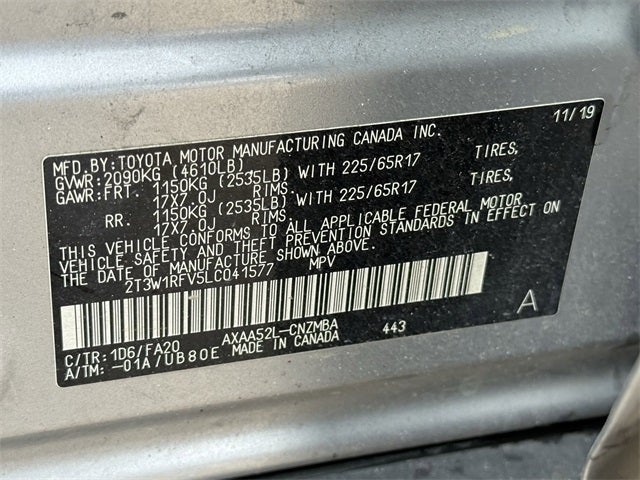 11/19
MFD.BY:TOYOTA MOTOR MANUFACTURING CANADA INC.
GVWR:2090KG (4610LB)
GAWR:FRT. 1150KG (2535LB) WITH 225/65R17 TIRES,
17X7.0J RIMS,
RR. 1150KG (2535LB) WITH 225/65R17 TIRES,
17X7.0J RIMS.
THIS VEHICLE CONFORMS TO ALL APPLICABLE FEDERAL MOTOR
VEHICLE SAFETY AND THEFT PREVENTION STANDARDS IN EFFECT ON
THE DATE OF MANUFACTURE SHOWN ABOVE.
2T3W1RFV5LC041577 MPV
A
C/TR:1D6/FA20 AXAA52L-CNZMBA 443
A/TM:-01A/UB80E MADE IN CANADA